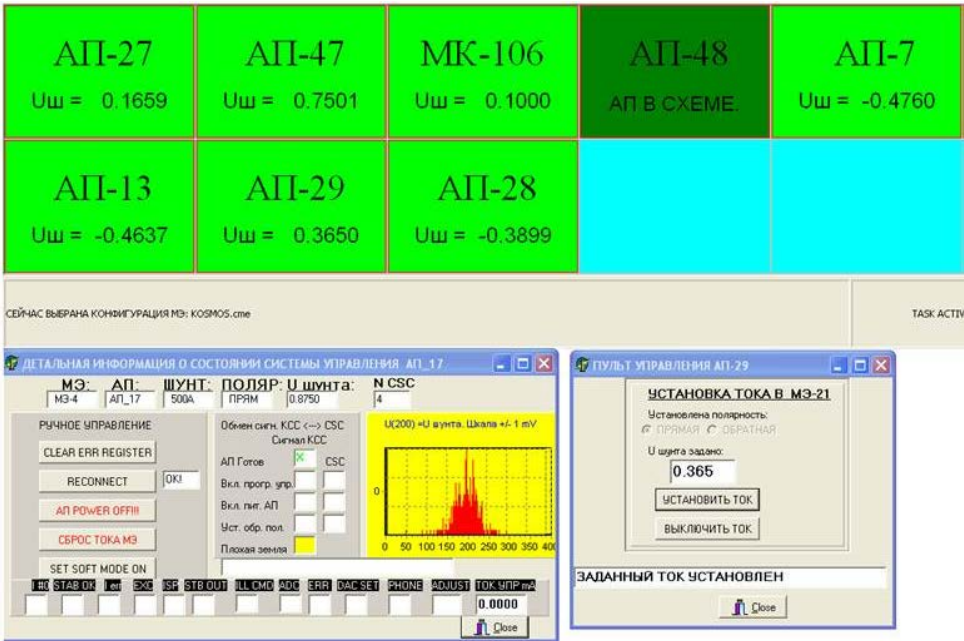 АП-27 АП-47 МК-106 АП-48 АП-7
Uш = 0.1659 Uш = 0.7501 Uш = 0.1000 АП В СХЕМЕ. Uш = -0.4760
АП-13 АП-29 АП-28
Uш = -0.4637 Uш = 0.3650 Uш = -0.3899
СЕЙЧАС ВЫБРАНА КОНФИГУРАЦИЯ МЭ: KOSMOS.cme
TASK ACTIV
ДЕТАЛЬНАЯ ИНФОРМАЦИЯ О СОСТОЯНИИ СИСТЕМЫ УПРАВЛЕНИЯ АП_17
МЭ: АП: ШУНТ: ПОЛЯР: U шунта: N CSC
МЭ-4 АП_17 500А ПРЯМ 0.8750 4
РУЧНОЕ УПРАВЛЕНИЕ
CLEAR ERR REGISTER
RECONNECT OK!
АП POWER OFF!!!
СБРОС ТОКА МЭ
SET SOFT MODE ON
Обмен сигн. КСС <--> CSC
Сигнал КСС
АП Готов CSC
Вкл. прогр. упр.
Вкл. пит. АП
Уст. обр. пол.
Плохая земля
U(200) =U шунта. Шкала +/- 1 mV
0
0 50 100 150 200 250 300 350 400
I #0 STAB OK I err EXC ISP STB OUT ILL CMD ADC ERR DAC SET PHONE ADJUST ТОК УПР mA
0.0000
Close
ПУЛЬТ УПРАВЛЕНИЯ АП-29
УСТАНОВКА ТОКА В МЭ-21
Установлена полярность:
ПРЯМАЯ ОБРАТНАЯ
U шунта задано:
0.365
УСТАНОВИТЬ ТОК
ВЫКЛЮЧИТЬ ТОК
ЗАДАННЫЙ ТОК УСТАНОВЛЕН
Close